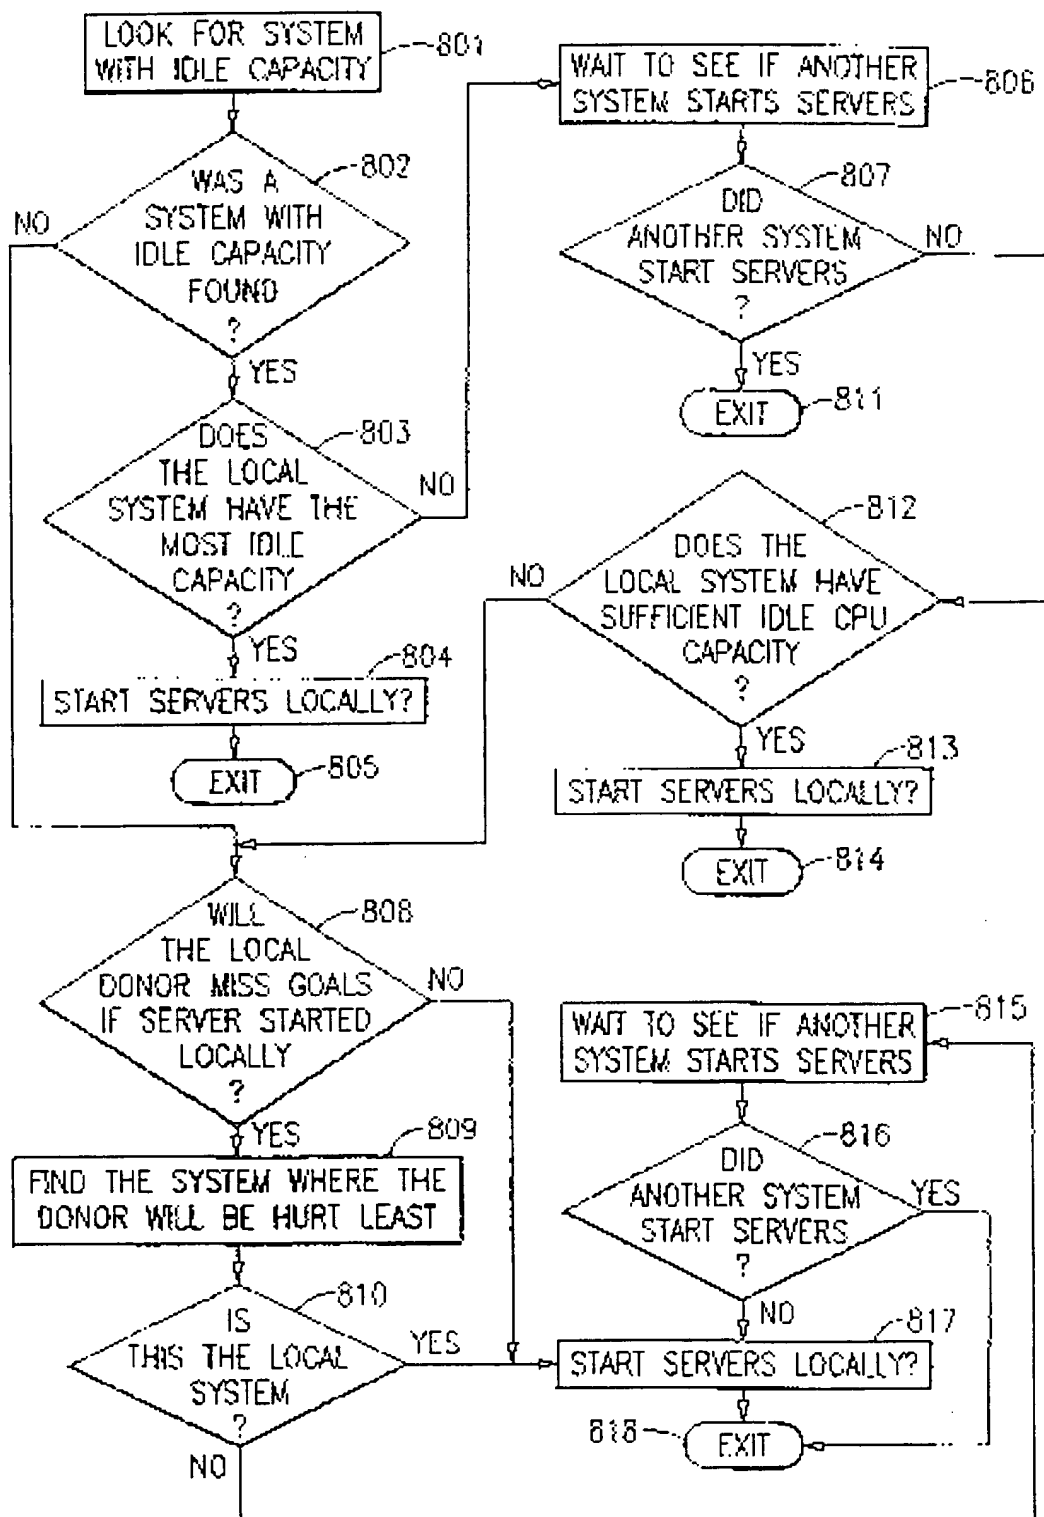 LOOK FOR SYSTEM
WITH IDLE CAPACITY
801
WAS A
SYSTEM WITH
IDLE CAPACITY
FOUND
?
802
NO
YES
DOES
THE LOCAL
SYSTEM HAVE THE
MOST IDLE
CAPACITY
?
803
NO
YES
804
START SERVERS LOCALLY?
EXIT
805
WAIT TO SEE IF ANOTHER
SYSTEM STARTS SERVERS
806
807
DID
ANOTHER SYSTEM
START SERVERS
?
NO
YES
EXIT
811
812
DOES THE
LOCAL SYSTEM HAVE
SUFFICIENT IDLE CPU
CAPACITY
?
NO
YES
813
START SERVERS LOCALLY?
EXIT
814
WILL
THE LOCAL
DONOR MISS GOALS
IF SERVER STARTED
LOCALLY
?
808
NO
YES
809
FIND THE SYSTEM WHERE THE
DONOR WILL BE HURT LEAST
810
IS
THIS THE LOCAL
SYSTEM
?
YES
NO
815
WAIT TO SEE IF ANOTHER
SYSTEM STARTS SERVERS
816
DID
ANOTHER SYSTEM
START SERVERS
?
YES
NO
817
START SERVERS LOCALLY?
818
EXIT